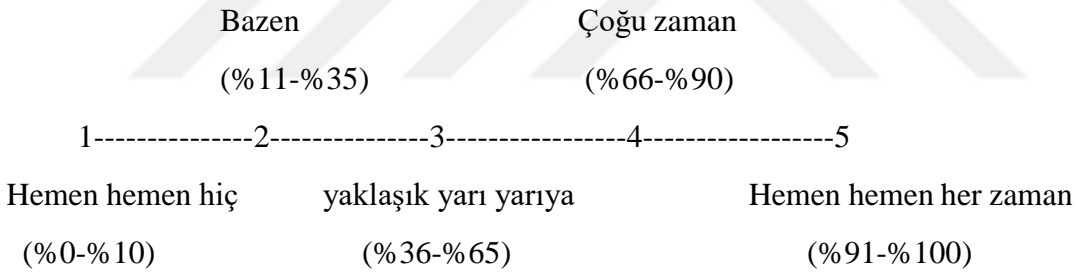 Bazen Çoğu zaman
(%11-%35) (%66-%90)
1---------------2---------------3-----------------4------------------5
Hemen hemen hiç yaklaşık yarı yarıya Hemen hemen her zaman
(%0-%10) (%36-%65) (%91-%100)